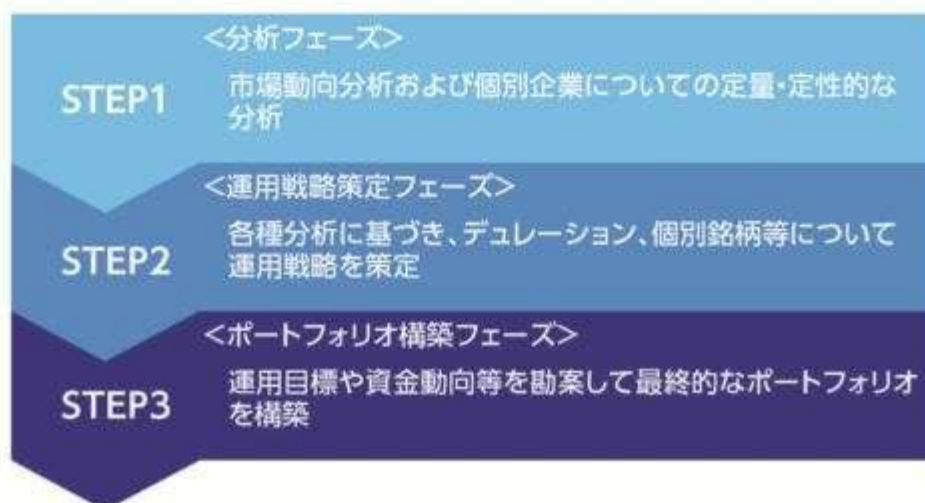 STEP1
<分析フェーズ>
市場動向分析および個別企業についての定量・定性的な
分析
STEP2
<運用戦略策定フェーズ>
各種分析に基づき、デュレーション、個別銘柄等について
運用戦略を策定
STEP3
<ポートフォリオ構築フェーズ>
運用目標や資金動向等を勘案して最終的なポートフォリオ
を構築